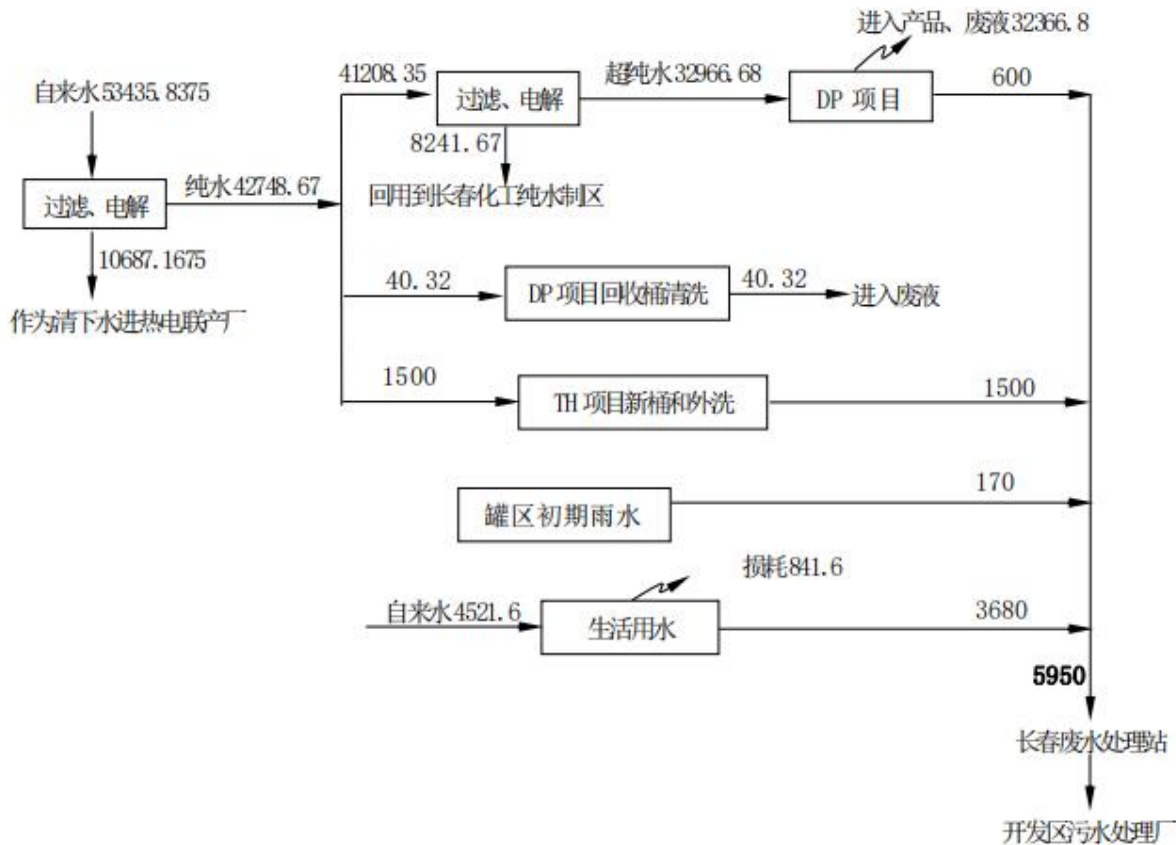 进入产品、废液32366.8
41208.35
超纯水32966.68
600
自来水53435.8375
过滤、电解
DP 项目
8241.67
纯水42748.67
回用到长春化工纯水制区
过滤、电解
10687.1675
40.32
DP 项目回收桶清洗
40.32
进入废液
作为清下水进热电联产厂
1500
TH 项目新桶和外洗
1500
170
罐区初期雨水
损耗841.6
自来水4521.6
生活用水
3680
5950
长春废水处理站
开发区污水处理厂